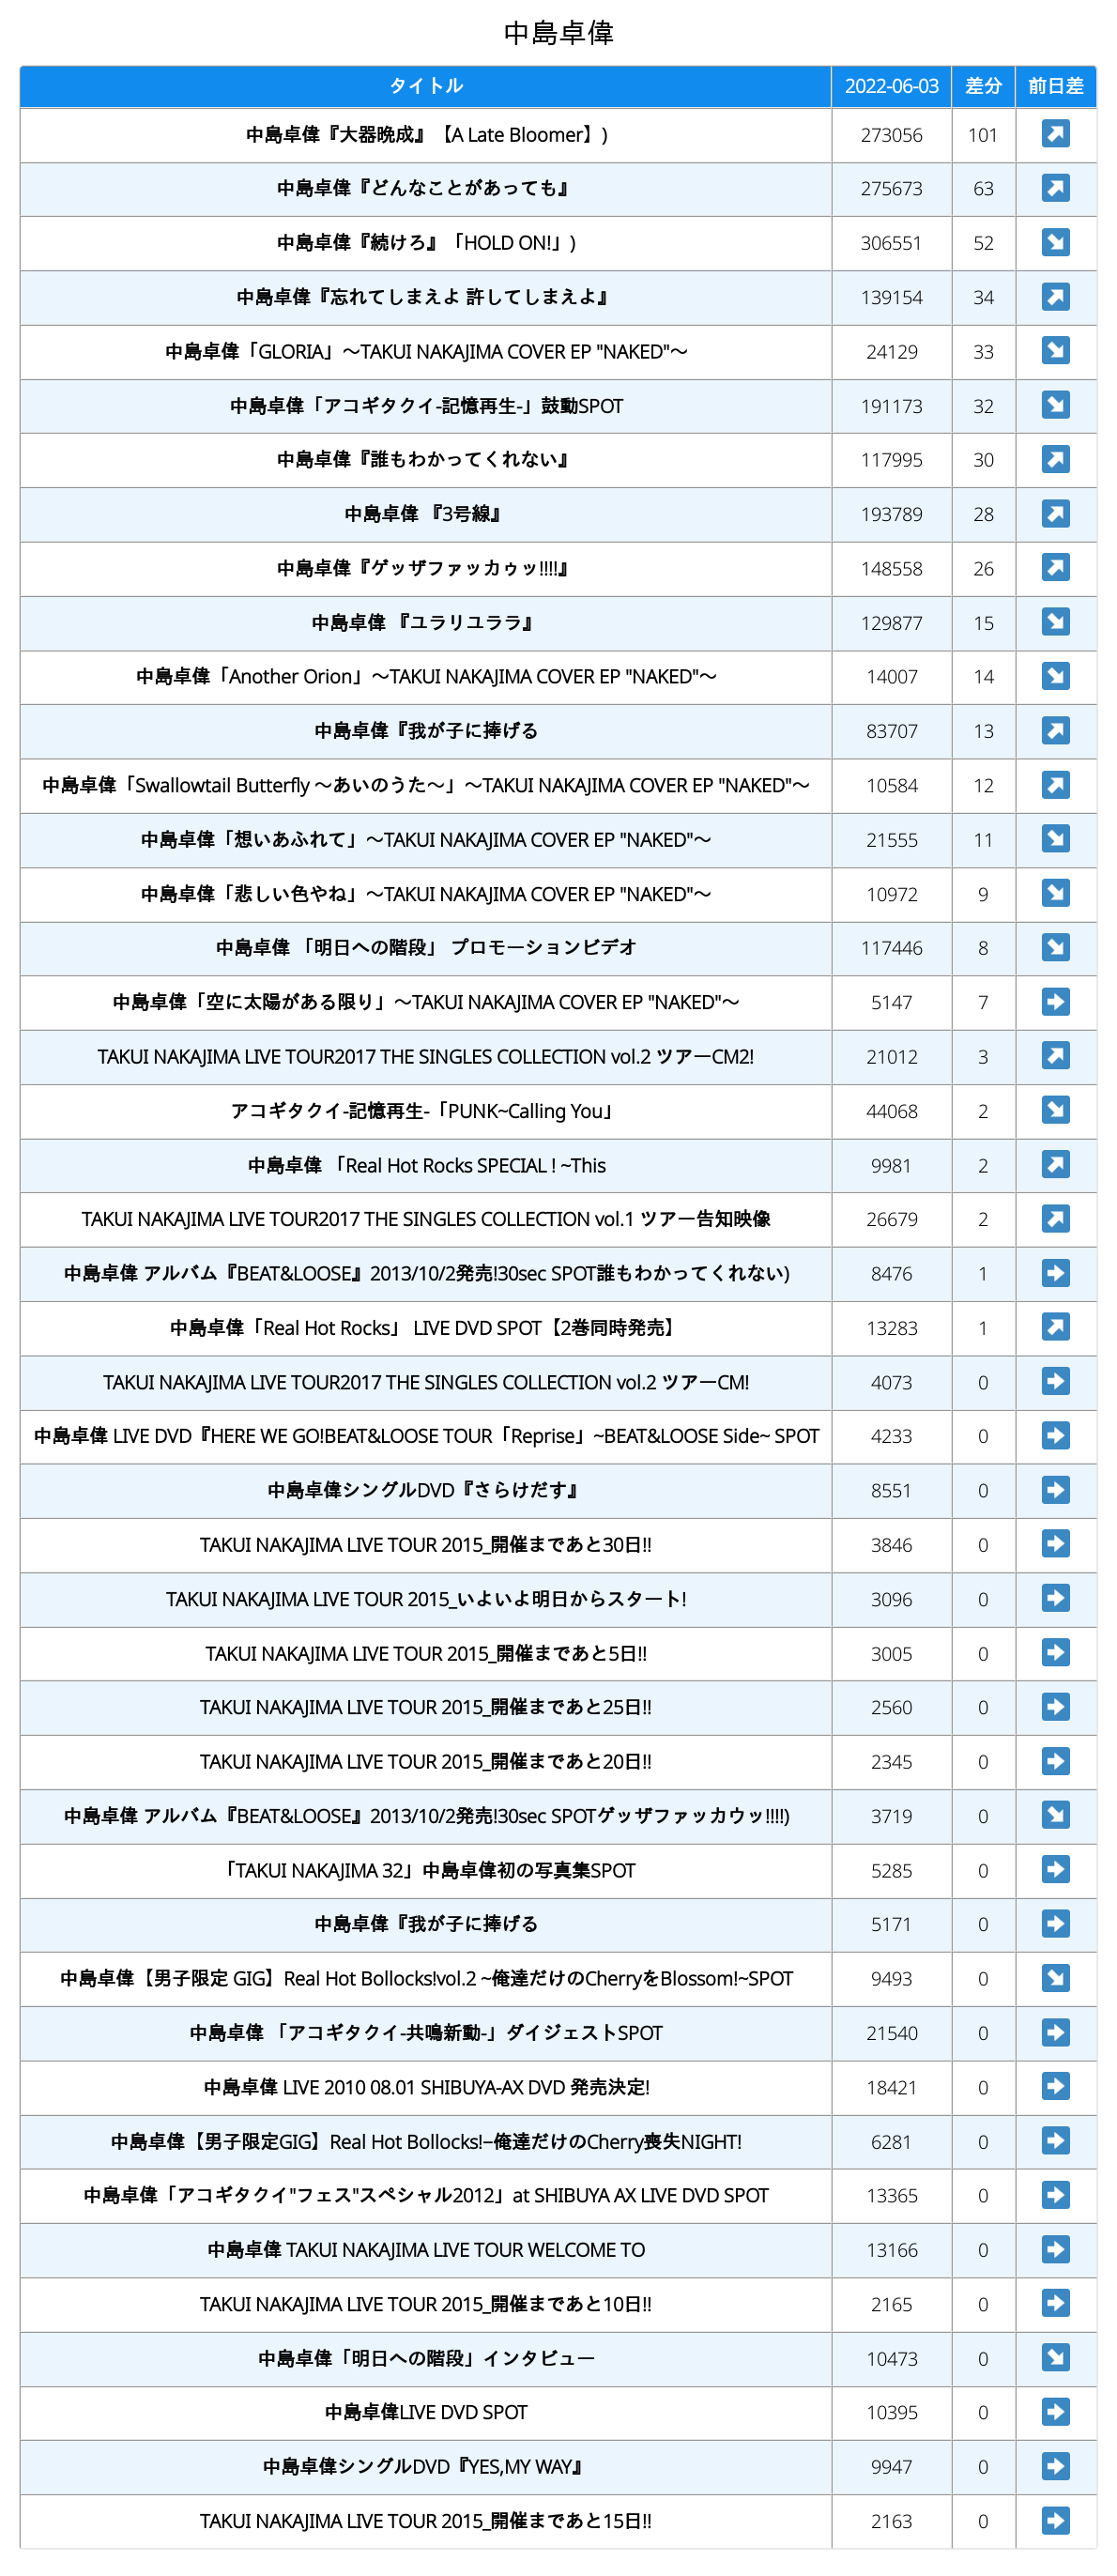 中島卓偉
タイトル 2022-06-03 差分 前日差
中島卓偉『大器晩成』【A Late Bloomer】) 273056 101 ↗
中島卓偉『どんなことがあっても』 275673 63 ↗
中島卓偉『続けろ』「HOLD ON!」) 306551 52 ↘
中島卓偉『忘れてしまえよ 許してしまえよ』 139154 34 ↗
中島卓偉「GLORIA」～TAKUI NAKAJIMA COVER EP "NAKED"～ 24129 33 ↘
中島卓偉「アコギタクイ-記憶再生-」鼓動SPOT 191173 32 ↘
中島卓偉『誰もわかってくれない』 117995 30 ↗
中島卓偉 『3号線』 193789 28 ↗
中島卓偉『ゲッザファッカゥッ!!!!』 148558 26 ↗
中島卓偉 『ユラリユララ』 129877 15 ↘
中島卓偉「Another Orion」～TAKUI NAKAJIMA COVER EP "NAKED"～ 14007 14 ↘
中島卓偉『我が子に捧げる 83707 13 ↗
中島卓偉「Swallowtail Butterfly ～あいのうた～」～TAKUI NAKAJIMA COVER EP "NAKED"～ 10584 12 ↗
中島卓偉「想いあふれて」～TAKUI NAKAJIMA COVER EP "NAKED"～ 21555 11 ↘
中島卓偉「悲しい色やね」～TAKUI NAKAJIMA COVER EP "NAKED"～ 10972 9 ↘
中島卓偉 「明日への階段」 プロモーションビデオ 117446 8 ↘
中島卓偉「空に太陽がある限り」～TAKUI NAKAJIMA COVER EP "NAKED"～ 5147 7 ➡
TAKUI NAKAJIMA LIVE TOUR2017 THE SINGLES COLLECTION vol.2 ツアーCM2! 21012 3 ↗
アコギタクイ-記憶再生-「PUNK~Calling You」 44068 2 ↘
中島卓偉 「Real Hot Rocks SPECIAL ! ~This 9981 2 ↗
TAKUI NAKAJIMA LIVE TOUR2017 THE SINGLES COLLECTION vol.1 ツアー告知映像 26679 2 ↗
中島卓偉 アルバム『BEAT&LOOSE』2013/10/2発売!30sec SPOT誰もわかってくれない) 8476 1 ➡
中島卓偉「Real Hot Rocks」 LIVE DVD SPOT【2巻同時発売】 13283 1 ↗
TAKUI NAKAJIMA LIVE TOUR2017 THE SINGLES COLLECTION vol.2 ツアーCM! 4073 0 ➡
中島卓偉 LIVE DVD『HERE WE GO!BEAT&LOOSE TOUR「Reprise」~BEAT&LOOSE Side~ SPOT 4233 0 ➡
中島卓偉シングルDVD『さらけだす』 8551 0 ➡
TAKUI NAKAJIMA LIVE TOUR 2015_開催まであと30日!! 3846 0 ➡
TAKUI NAKAJIMA LIVE TOUR 2015_いよいよ明日からスタート! 3096 0 ➡
TAKUI NAKAJIMA LIVE TOUR 2015_開催まであと5日!! 3005 0 ➡
TAKUI NAKAJIMA LIVE TOUR 2015_開催まであと25日!! 2560 0 ➡
TAKUI NAKAJIMA LIVE TOUR 2015_開催まであと20日!! 2345 0 ➡
中島卓偉 アルバム『BEAT&LOOSE』2013/10/2発売!30sec SPOTゲッザファッカウッ!!!!) 3719 0 ↘
「TAKUI NAKAJIMA 32」中島卓偉初の写真集SPOT 5285 0 ➡
中島卓偉『我が子に捧げる 5171 0 ➡
中島卓偉【男子限定 GIG】Real Hot Bollocks!vol.2 ~俺達だけのCherryをBlossom!~SPOT 9493 0 ↘
中島卓偉 「アコギタクイ-共鳴新動-」ダイジェストSPOT 21540 0 ➡
中島卓偉 LIVE 2010 08.01 SHIBUYA-AX DVD 発売決定! 18421 0 ➡
中島卓偉【男子限定GIG】Real Hot Bollocks!−俺達だけのCherry喪失NIGHT! 6281 0 ➡
中島卓偉「アコギタクイ"フェス"スペシャル2012」at SHIBUYA AX LIVE DVD SPOT 13365 0 ➡
中島卓偉 TAKUI NAKAJIMA LIVE TOUR WELCOME TO 13166 0 ➡
TAKUI NAKAJIMA LIVE TOUR 2015_開催まであと10日!! 2165 0 ➡
中島卓偉「明日への階段」インタビュー 10473 0 ↘
中島卓偉LIVE DVD SPOT 10395 0 ➡
中島卓偉シングルDVD『YES,MY WAY』 9947 0 ➡
TAKUI NAKAJIMA LIVE TOUR 2015_開催まであと15日!! 2163 0 ➡